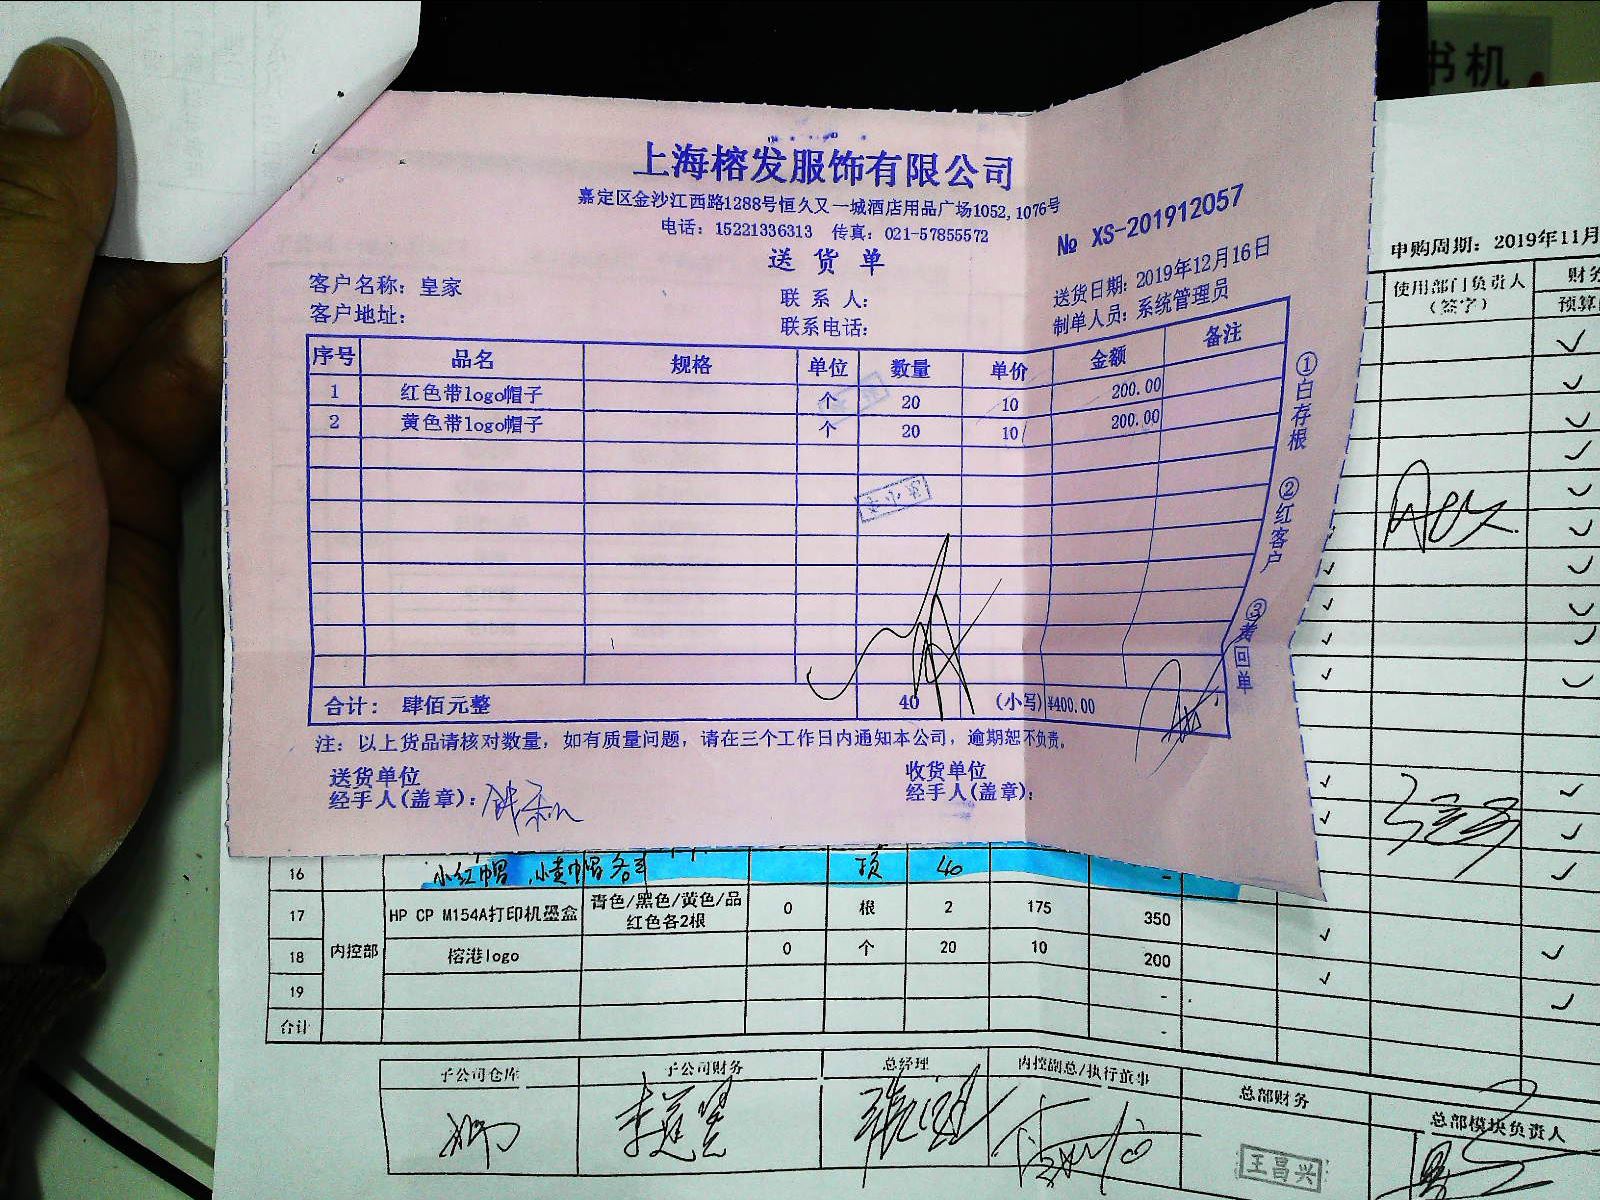 书机
上海榕发服饰有限公司
嘉定区金沙江西路1288号恒久又一城酒店用品广场1052,1076号
电话：15221336313 传真：021-57855572
№ XS-201912057
送货单
客户名称：皇家 联系人： 送货日期：2019年12月16日
客户地址： 联系电话： 制单人员：系统管理员
序号 品名 规格 单位 数量 单价 金额 备注
1 红色带logo帽子 个 20 10 200.00
2 黄色带logo帽子 个 20 10 200.00
合计： 肆佰元整 40 (小写) ¥400.00
注：以上货品请核对数量，如有质量问题，请在三个工作日内通知本公司，逾期恕不负责。
送货单位 收货单位
经手人(盖章)： 经手人(盖章)：
①白存根 ②红客户 ③黄回单
申购周期：2019年11月
使用部门负责人
（签字）
财务
预算
16 小红帽 小黄帽各 顶 40 -
17 HP CP M154A打印机墨盒 青色/黑色/黄色/品红色各2根 0 根 2 175 350
内控部
18 榕港logo 0 个 20 10 200
19 -
合计 -
子公司仓库 子公司财务 总经理 内控副总/执行董事 总部财务 总部模块负责人
王昌兴